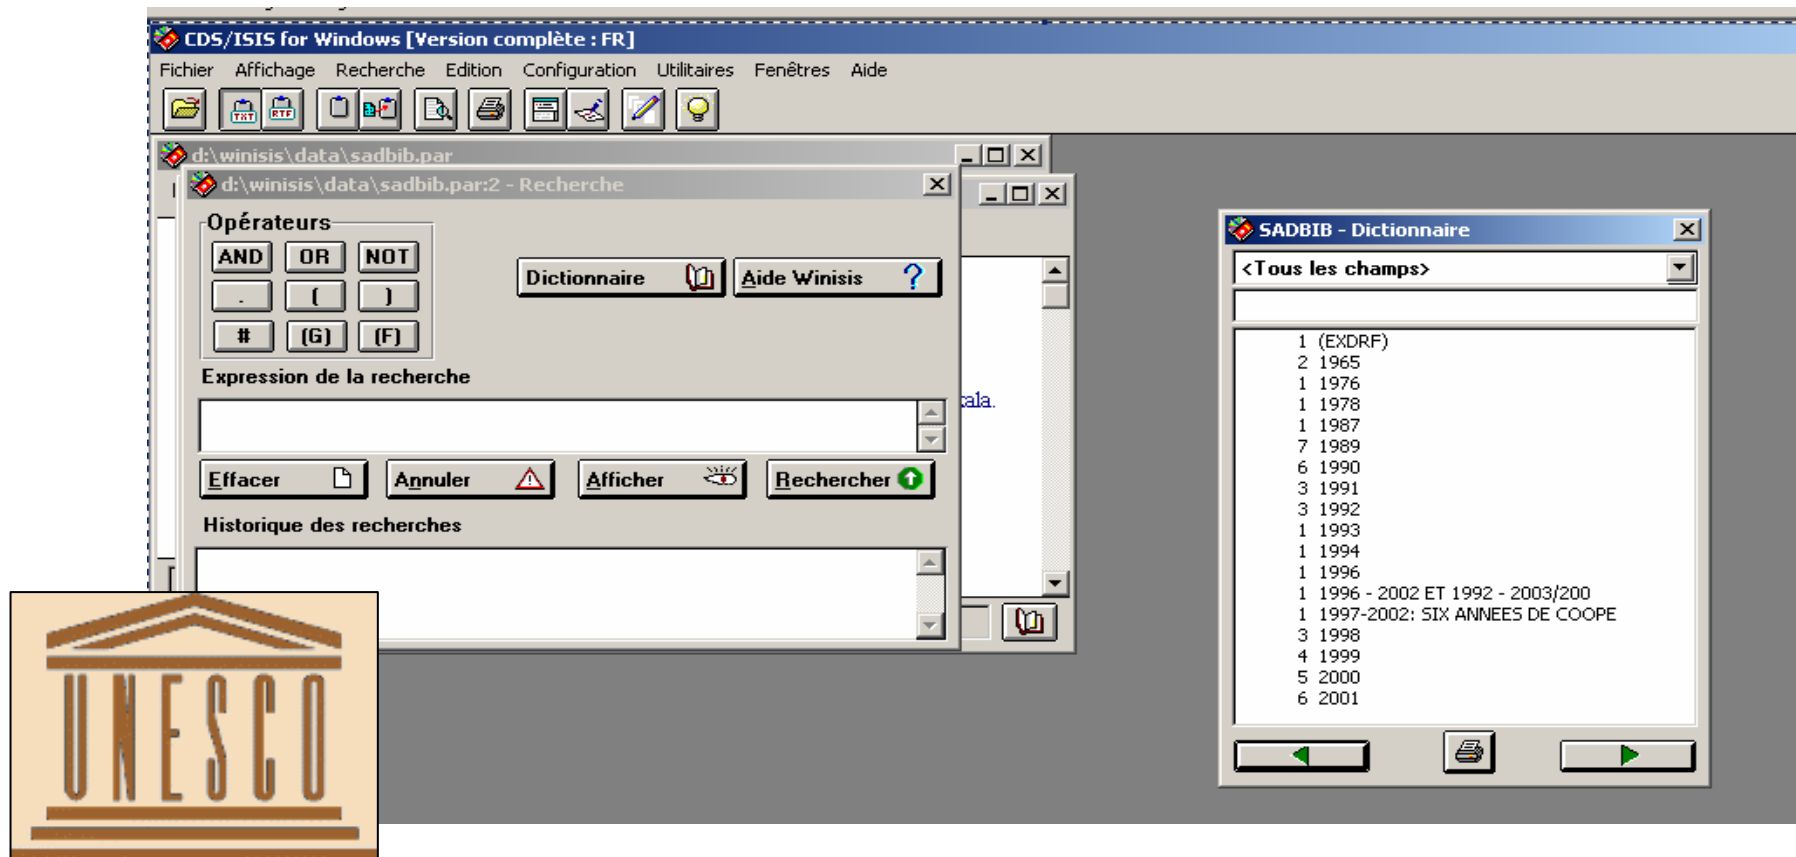 CDS/ISIS for Windows [Version complète : FR]
Fichier Affichage Recherche Edition Configuration Utilitaires Fenêtres Aide
TXT RTF
d:\winisis\data\sadbib.par
d:\winisis\data\sadbib.par:2 - Recherche
Opérateurs
AND OR NOT
. ( )
# (G) (F)
Dictionnaire Aide Winisis ?
Expression de la recherche
Effacer Annuler Afficher Rechercher
Historique des recherches
SADBIB - Dictionnaire
<Tous les champs>
1 (EXDRF)
2 1965
1 1976
1 1978
1 1987
7 1989
6 1990
3 1991
3 1992
1 1993
1 1994
1 1996
1 1996 - 2002 ET 1992 - 2003/200
1 1997-2002: SIX ANNEES DE COOPE
3 1998
4 1999
5 2000
6 2001
UNESCO